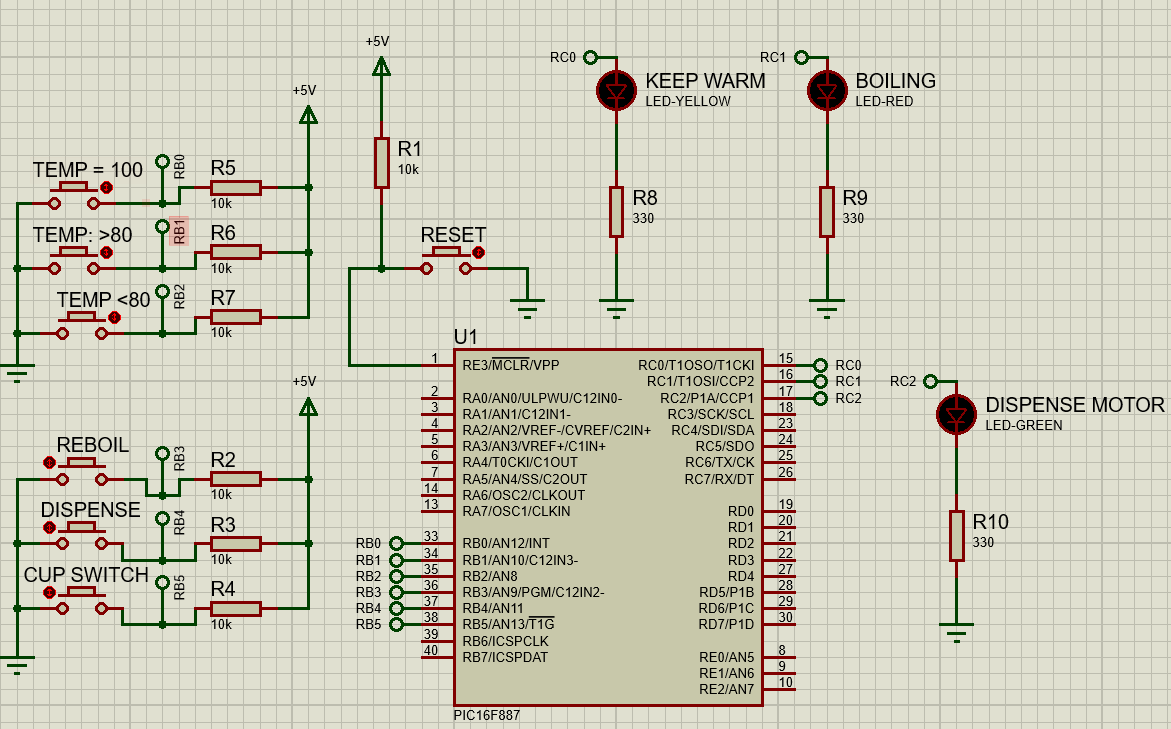 +5V
RC0
KEEP WARM
LED-YELLOW
RC1
BOILING
LED-RED
+5V
R1
10k
TEMP = 100
RB0
R5
10k
TEMP: >80
RB1
R6
10k
TEMP <80
RB2
R7
10k
RESET
R8
330
R9
330
U1
1 RE3/MCLR/VPP
2 RA0/AN0/ULPWU/C12IN0-
3 RA1/AN1/C12IN1-
4 RA2/AN2/VREF-/CVREF/C2IN+
5 RA3/AN3/VREF+/C1IN+
6 RA4/T0CKI/C1OUT
7 RA5/AN4/SS/C2OUT
14 RA6/OSC2/CLKOUT
13 RA7/OSC1/CLKIN
RB0 33 RB0/AN12/INT
RB1 34 RB1/AN10/C12IN3-
RB2 35 RB2/AN8
RB3 36 RB3/AN9/PGM/C12IN2-
RB4 37 RB4/AN11
RB5 38 RB5/AN13/T1G
39 RB6/ICSPCLK
40 RB7/ICSPDAT
RC0/T1OSO/T1CKI 15 RC0
RC1/T1OSI/CCP2 16 RC1
RC2/P1A/CCP1 17 RC2
RC3/SCK/SCL 18
RC4/SDI/SDA 23
RC5/SDO 24
RC6/TX/CK 25
RC7/RX/DT 26
RD0 19
RD1 20
RD2 21
RD3 22
RD4 27
RD5/P1B 28
RD6/P1C 29
RD7/P1D 30
RE0/AN5 8
RE1/AN6 9
RE2/AN7 10
PIC16F887
+5V
REBOIL
RB3
R2
10k
DISPENSE
RB4
R3
10k
CUP SWITCH
RB5
R4
10k
RC2
DISPENSE MOTOR
LED-GREEN
R10
330